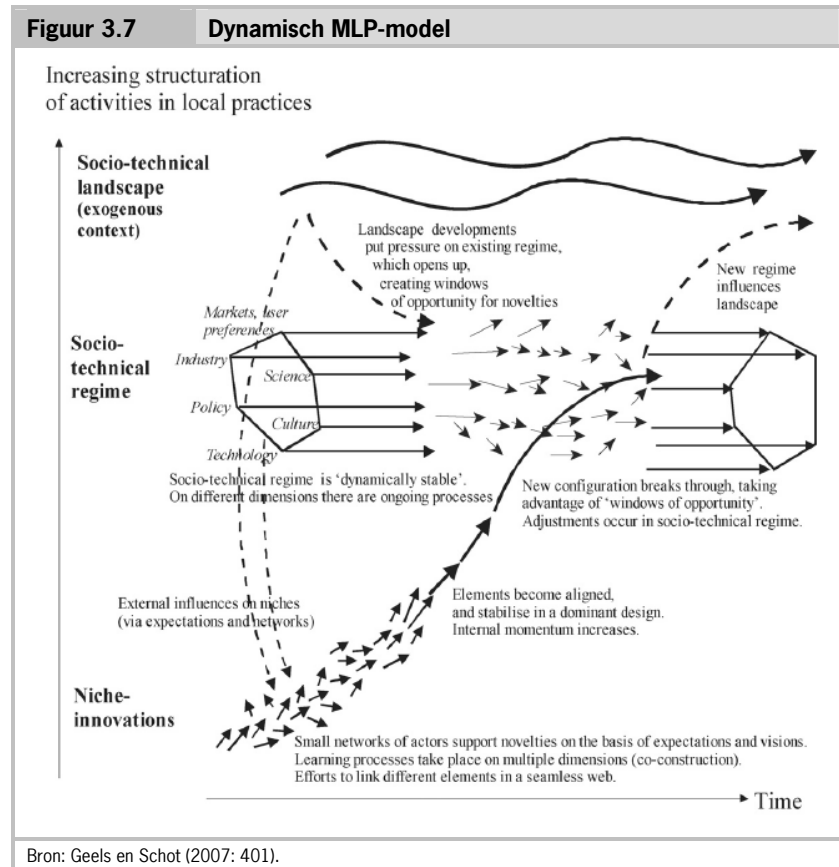 Figuur 3.7 Dynamisch MLP-model
Increasing structuration
of activities in local practices
Socio-technical
landscape
(exogenous
context)
Landscape developments
put pressure on existing regime,
which opens up,
creating windows
of opportunity for novelties
New regime
influences
landscape
Socio-
technical
regime
Markets, user
preferences
Industry
Science
Policy
Culture
Technology
Socio-technical regime is ‘dynamically stable’.
On different dimensions there are ongoing processes
New configuration breaks through, taking
advantage of ‘windows of opportunity’.
Adjustments occur in socio-technical regime.
Elements become aligned,
and stabilise in a dominant design.
Internal momentum increases.
External influences on niches
(via expectations and networks)
Niche-
innovations
Small networks of actors support novelties on the basis of expectations and visions.
Learning processes take place on multiple dimensions (co-construction).
Efforts to link different elements in a seamless web.
Time
Bron: Geels en Schot (2007: 401).